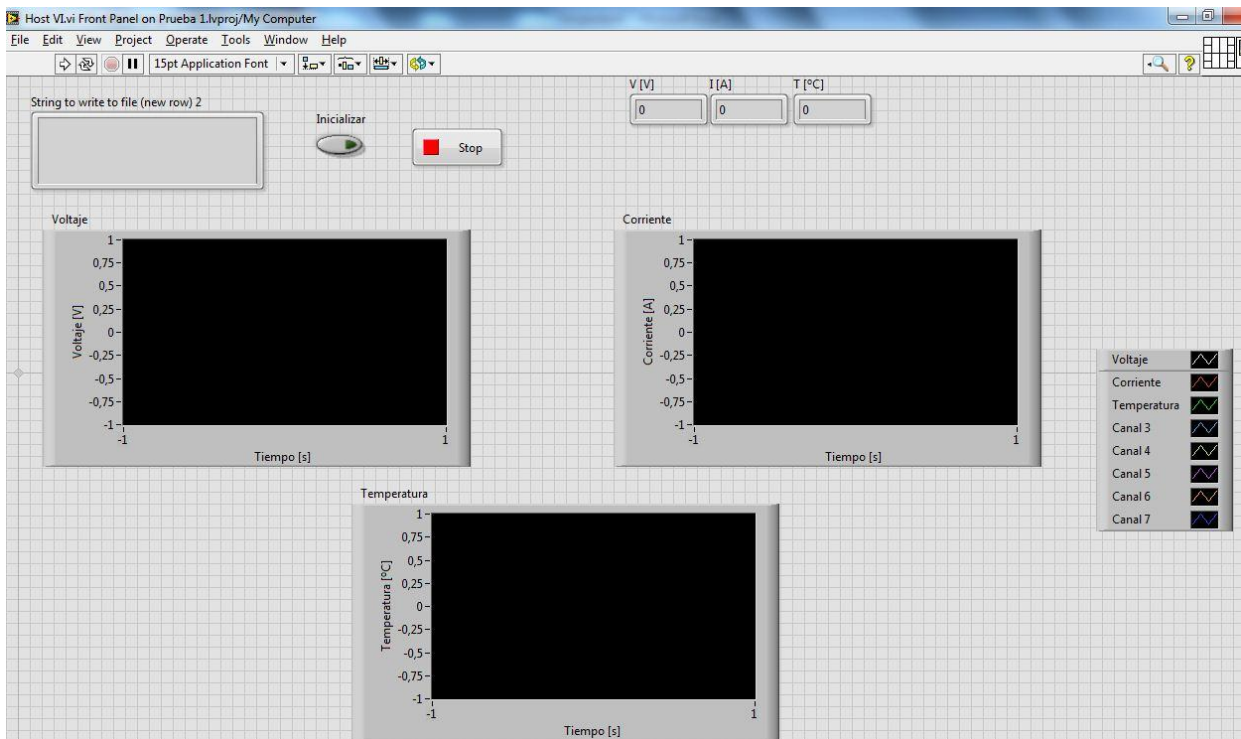 Host VI.vi Front Panel on Prueba 1.lvproj/My Computer
File Edit View Project Operate Tools Window Help
15pt Application Font
String to write to file (new row) 2
Inicializar
Stop
V [V] I [A] T [ºC]
0 0 0
Voltaje
1
0,75
0,5
0,25
0
-0,25
-0,5
-0,75
-1
-1 1
Voltaje [V]
Tiempo [s]
Corriente
1
0,75
0,5
0,25
0
-0,25
-0,5
-0,75
-1
-1 1
Corriente [A]
Tiempo [s]
Voltaje
Corriente
Temperatura
Canal 3
Canal 4
Canal 5
Canal 6
Canal 7
Temperatura
1
0,75
0,5
0,25
0
-0,25
-0,5
-0,75
-1
-1 1
Temperatura [ºC]
Tiempo [s]